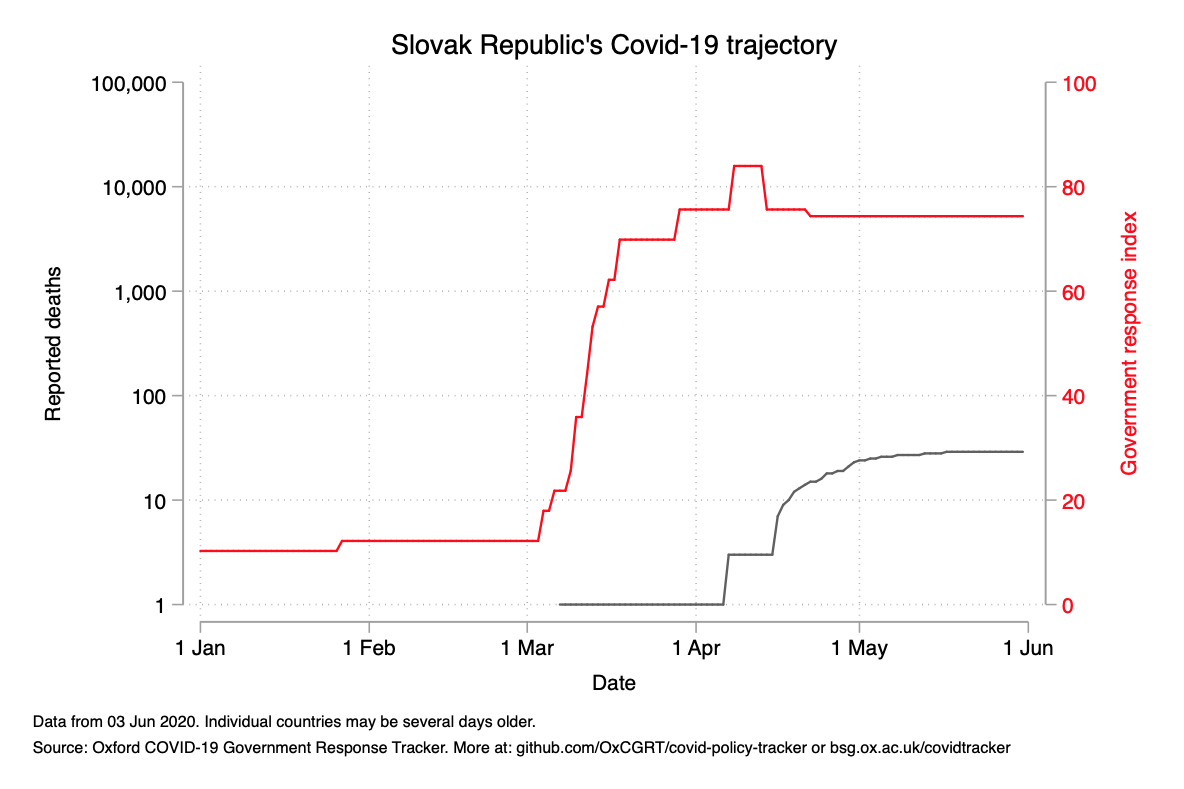 Slovak Republic's Covid-19 trajectory
100,000
10,000
1,000
100
10
1
Reported deaths
100
80
60
40
20
0
Government response index
1 Jan 1 Feb 1 Mar 1 Apr 1 May 1 Jun
Date
Data from 03 Jun 2020. Individual countries may be several days older.
Source: Oxford COVID-19 Government Response Tracker. More at: github.com/OxCGRT/covid-policy-tracker or bsg.ox.ac.uk/covidtracker